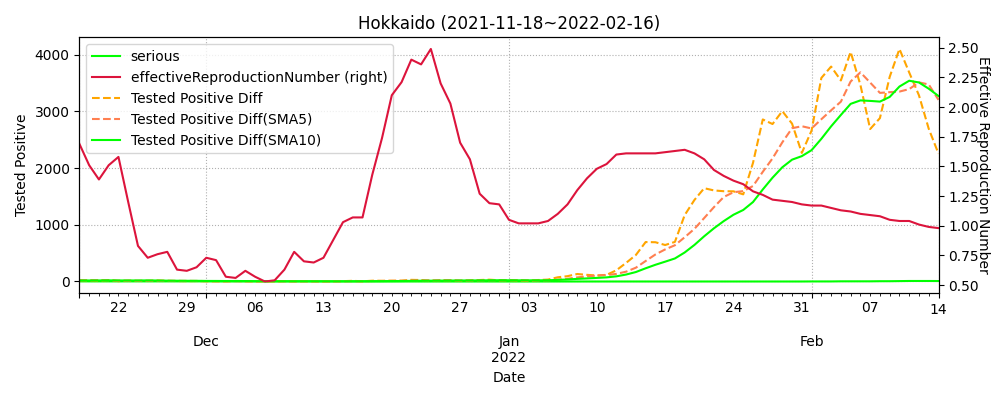 Hokkaido (2021-11-18~2022-02-16)
serious
effectiveReproductionNumber (right)
Tested Positive Diff
Tested Positive Diff(SMA5)
Tested Positive Diff(SMA10)
Tested Positive
4000
3000
2000
1000
0
2.50
2.25
2.00
1.75
1.50
1.25
1.00
0.75
0.50
Effective Reproduction Number
22 29 06 13 20 27 03 10 17 24 31 07 14
Dec Jan Feb
2022
Date